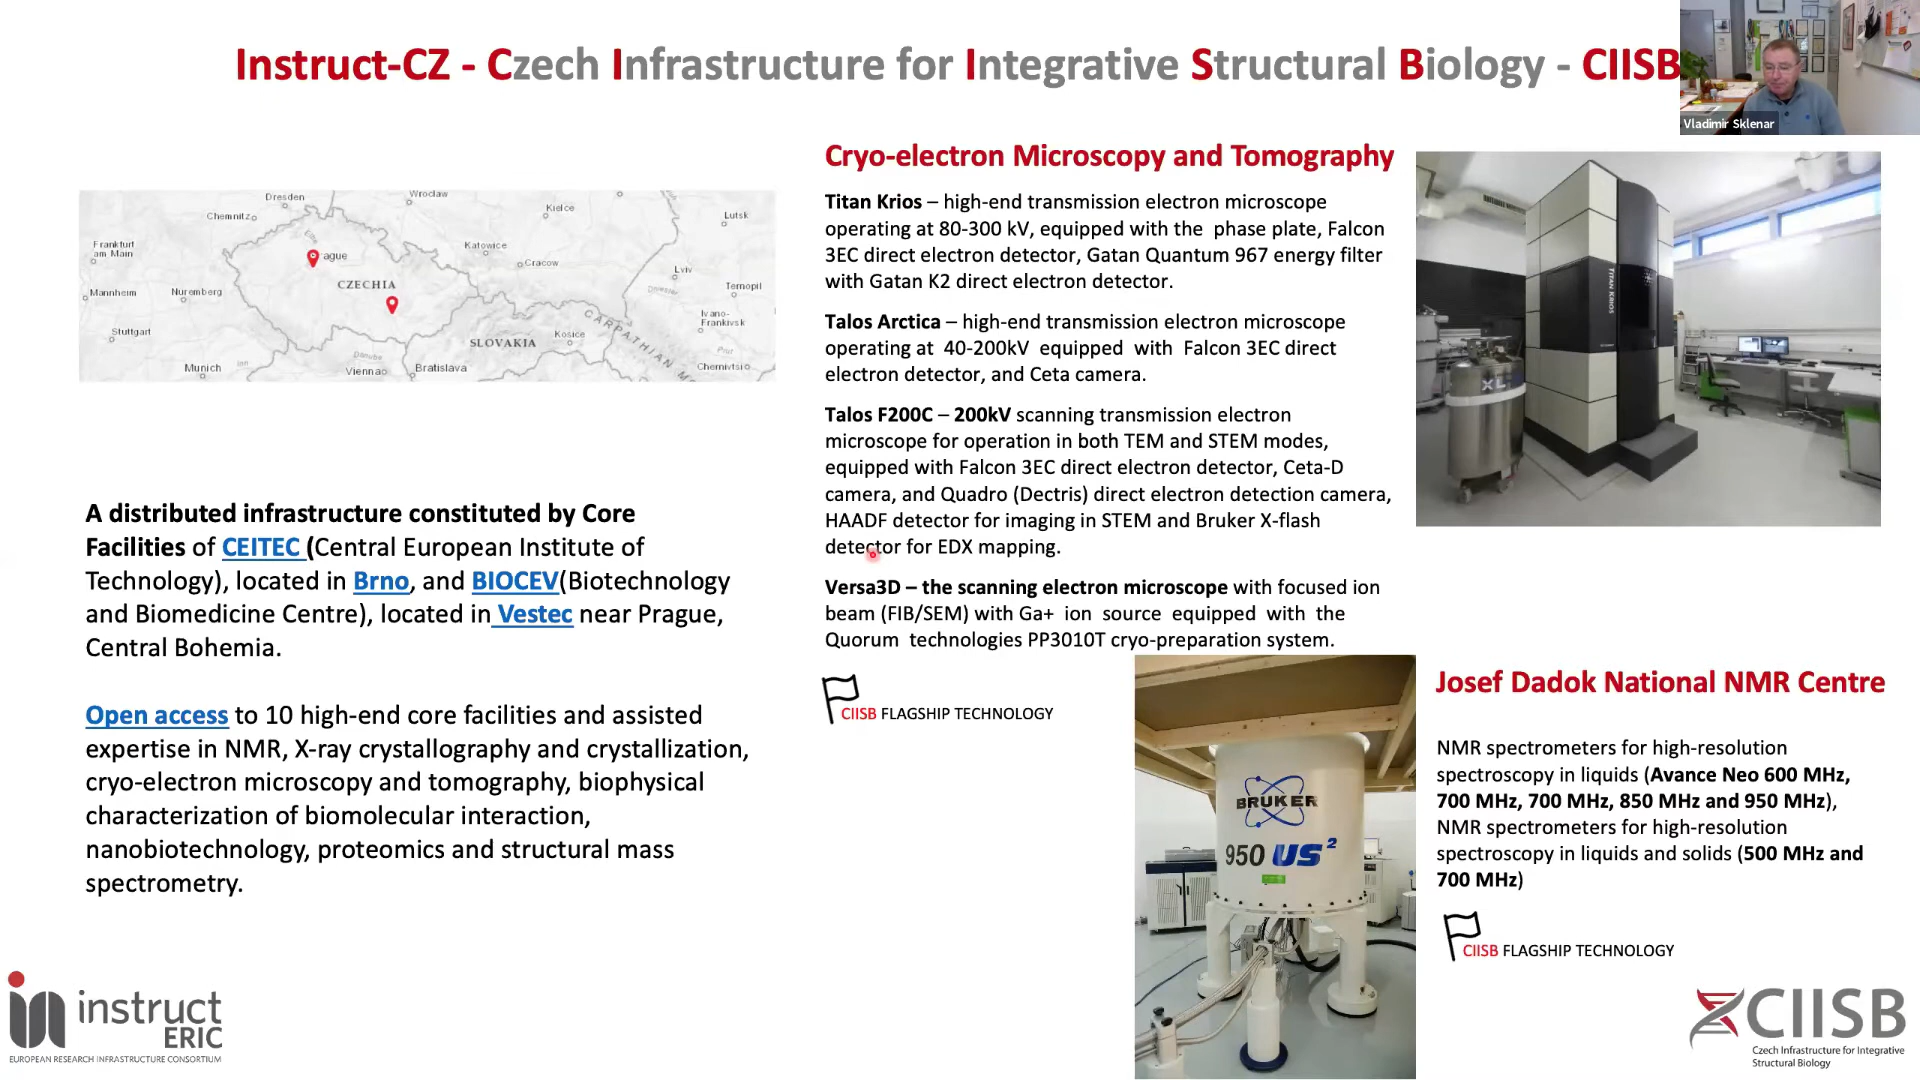 Instruct-CZ - Czech Infrastructure for Integrative Structural Biology - CIISB
Vladimir Sklenar
Cryo-electron Microscopy and Tomography
Titan Krios – high-end transmission electron microscope
operating at 80-300 kV, equipped with the phase plate, Falcon
3EC direct electron detector, Gatan Quantum 967 energy filter
with Gatan K2 direct electron detector.
Talos Arctica – high-end transmission electron microscope
operating at 40-200kV equipped with Falcon 3EC direct
electron detector, and Ceta camera.
Talos F200C – 200kV scanning transmission electron
microscope for operation in both TEM and STEM modes,
equipped with Falcon 3EC direct electron detector, Ceta-D
camera, and Quadro (Dectris) direct electron detection camera,
HAADF detector for imaging in STEM and Bruker X-flash
detector for EDX mapping.
Versa3D – the scanning electron microscope with focused ion
beam (FIB/SEM) with Ga+ ion source equipped with the
Quorum technologies PP3010T cryo-preparation system.
CIISB FLAGSHIP TECHNOLOGY
Dresden
Wroclaw
Chemnitz
Kielce
Lutsk
Frankfurt
am Main
Katowice
ague
Cracow
Lviv
CZECHIA
Mannheim
Nuremberg
Dniester
Ternopil
Stuttgart
Ivano-
Frankivsk
CARPATHIAN M
SLOVAKIA
Kosice
Prut
Danube
Munich
Inn
Vienna
Bratislava
Chernivtsi
A distributed infrastructure constituted by Core
Facilities of CEITEC (Central European Institute of
Technology), located in Brno, and BIOCEV(Biotechnology
and Biomedicine Centre), located in Vestec near Prague,
Central Bohemia.
Open access to 10 high-end core facilities and assisted
expertise in NMR, X-ray crystallography and crystallization,
cryo-electron microscopy and tomography, biophysical
characterization of biomolecular interaction,
nanobiotechnology, proteomics and structural mass
spectrometry.
TITAN KRIOS
XL
BRUKER
950 US²
Josef Dadok National NMR Centre
NMR spectrometers for high-resolution
spectroscopy in liquids (Avance Neo 600 MHz,
700 MHz, 700 MHz, 850 MHz and 950 MHz),
NMR spectrometers for high-resolution
spectroscopy in liquids and solids (500 MHz and
700 MHz)
CIISB FLAGSHIP TECHNOLOGY
instruct
ERIC
EUROPEAN RESEARCH INFRASTRUCTURE CONSORTIUM
CIISB
Czech Infrastructure for Integrative
Structural Biology